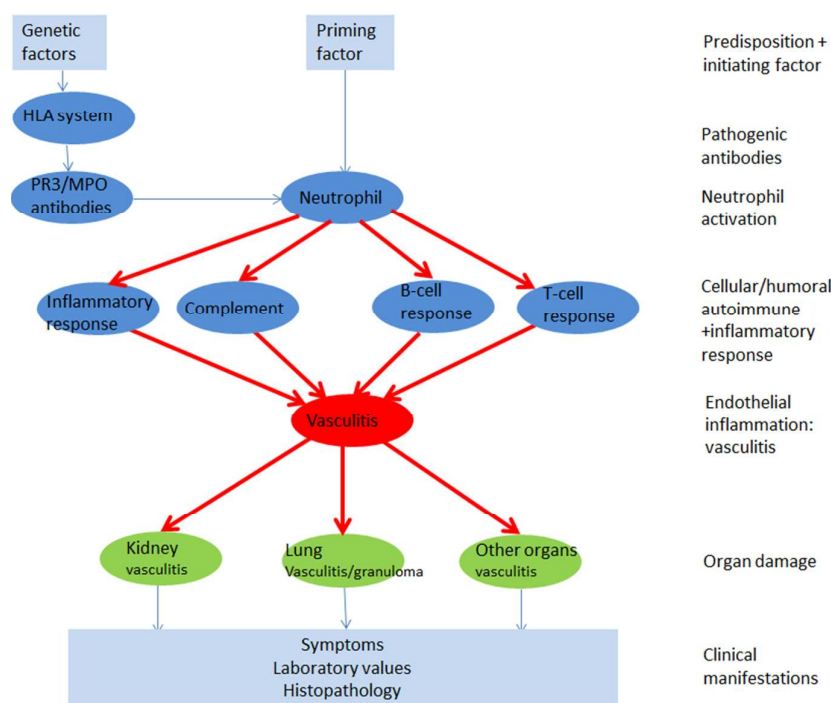 Genetic
factors
Priming
factor
Predisposition +
initiating factor
HLA system
Pathogenic
antibodies
PR3/MPO
antibodies
Neutrophil
Neutrophil
activation
Inflammatory
response
Complement
B-cell
response
T-cell
response
Cellular/humoral
autoimmune
+inflammatory
response
Vasculitis
Endothelial
inflammation:
vasculitis
Kidney
vasculitis
Lung
Vasculitis/granuloma
Other organs
vasculitis
Organ damage
Symptoms
Laboratory values
Histopathology
Clinical
manifestations